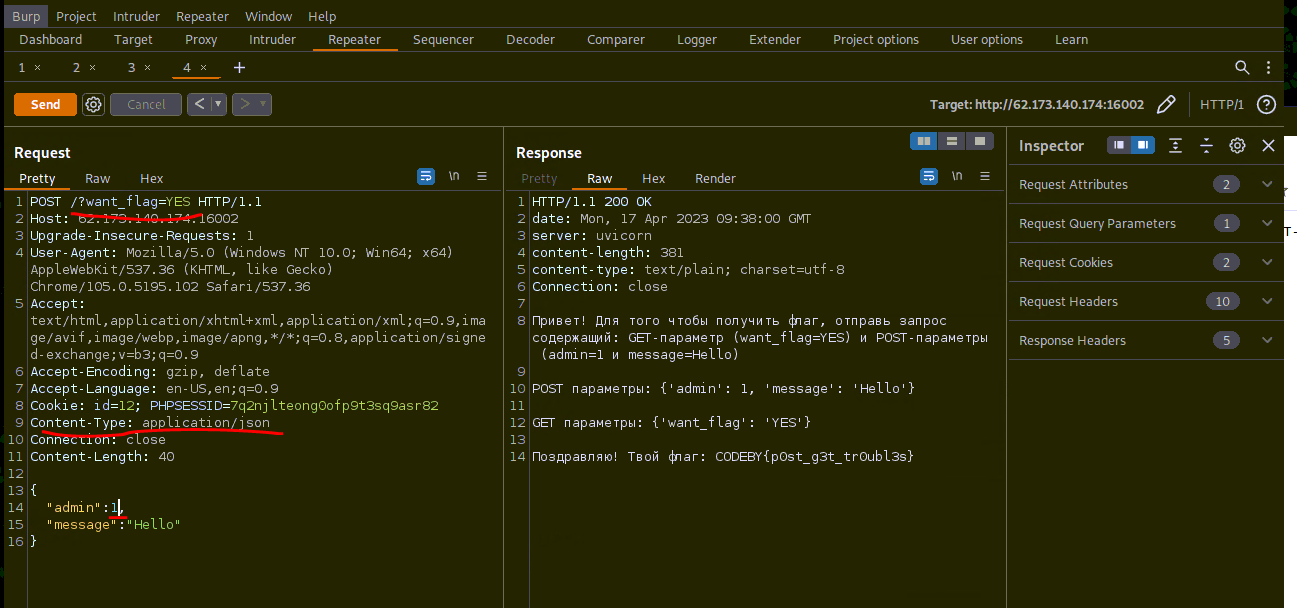 Burp Project Intruder Repeater Window Help
Dashboard Target Proxy Intruder Repeater Sequencer Decoder Comparer Logger Extender Project options User options Learn
1 × 2 × 3 × 4 × +
Send Cancel < > Target: http://62.173.140.174:16002 HTTP/1 ?
Request
Pretty Raw Hex \n
1 POST /?want_flag=YES HTTP/1.1
2 Host: 62.173.140.174:16002
3 Upgrade-Insecure-Requests: 1
4 User-Agent: Mozilla/5.0 (Windows NT 10.0; Win64; x64)
AppleWebKit/537.36 (KHTML, like Gecko)
Chrome/105.0.5195.102 Safari/537.36
5 Accept:
text/html,application/xhtml+xml,application/xml;q=0.9,ima
ge/avif,image/webp,image/apng,*/*;q=0.8,application/signe
d-exchange;v=b3;q=0.9
6 Accept-Encoding: gzip, deflate
7 Accept-Language: en-US,en;q=0.9
8 Cookie: id=12; PHPSESSID=7q2njlteong0ofp9t3sq9asr82
9 Content-Type: application/json
10 Connection: close
11 Content-Length: 40
12
13 {
14 "admin":1,
15 "message":"Hello"
16 }
Response
Pretty Raw Hex Render \n
1 HTTP/1.1 200 OK
2 date: Mon, 17 Apr 2023 09:38:00 GMT
3 server: uvicorn
4 content-length: 381
5 content-type: text/plain; charset=utf-8
6 Connection: close
7
8 Привет! Для того чтобы получить флаг, отправь запрос
содержащий: GET-параметр (want_flag=YES) и POST-параметры
(admin=1 и message=Hello)
9
10 POST параметры: {'admin': 1, 'message': 'Hello'}
11
12 GET параметры: {'want_flag': 'YES'}
13
14 Поздравляю! Твой флаг: CODEBY{p0st_g3t_tr0ubl3s}
Inspector
Request Attributes 2
Request Query Parameters 1
Request Cookies 2
Request Headers 10
Response Headers 5